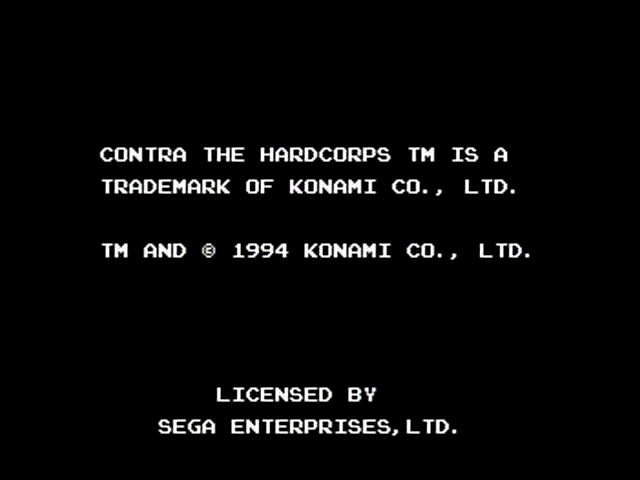 CONTRA THE HARDCORPS TM IS A
TRADEMARK OF KONAMI CO., LTD.
TM AND © 1994 KONAMI CO., LTD.
LICENSED BY
SEGA ENTERPRISES,LTD.